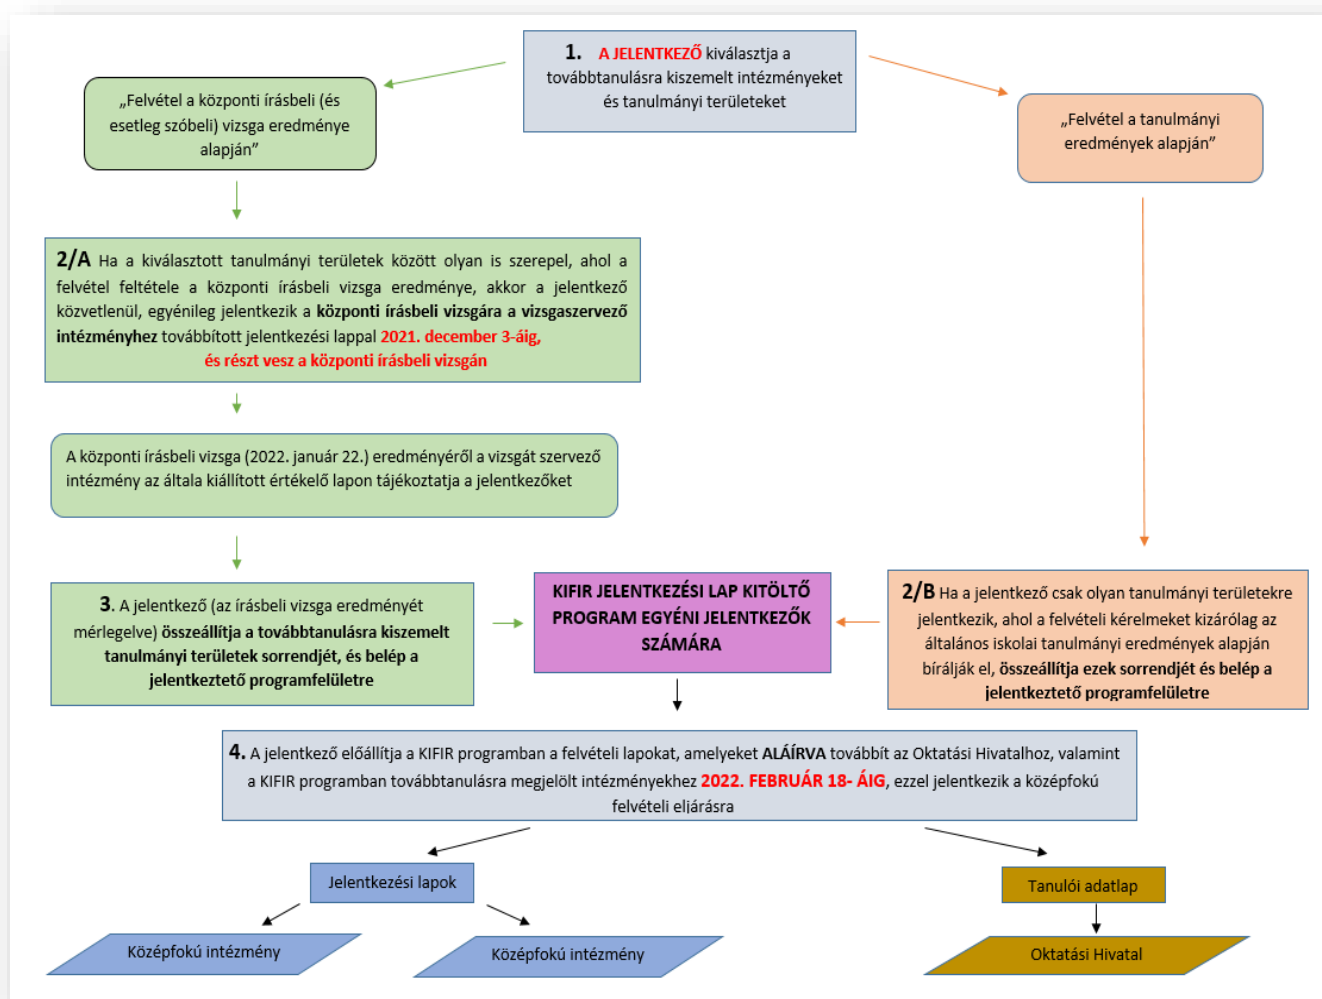 1. A JELENTKEZŐ kiválasztja a
továbbtanulásra kiszemelt intézményeket
és tanulmányi területeket
„Felvétel a központi írásbeli (és
esetleg szóbeli) vizsga eredménye
alapján”
„Felvétel a tanulmányi
eredmények alapján”
2/A Ha a kiválasztott tanulmányi területek között olyan is szerepel, ahol a
felvétel feltétele a központi írásbeli vizsga eredménye, akkor a jelentkező
közvetlenül, egyénileg jelentkezik a központi írásbeli vizsgára a vizsgaszervező
intézményhez továbbított jelentkezési lappal 2021. december 3-áig,
és részt vesz a központi írásbeli vizsgán
A központi írásbeli vizsga (2022. január 22.) eredményéről a vizsgát szervező
intézmény az általa kiállított értékelő lapon tájékoztatja a jelentkezőket
3. A jelentkező (az írásbeli vizsga eredményét
mérlegelve) összeállítja a továbbtanulásra kiszemelt
tanulmányi területek sorrendjét, és belép a
jelentkeztető programfelületre
KIFIR JELENTKEZÉSI LAP KITÖLTŐ
PROGRAM EGYÉNI JELENTKEZŐK
SZÁMÁRA
2/B Ha a jelentkező csak olyan tanulmányi területekre
jelentkezik, ahol a felvételi kérelmeket kizárólag az
általános iskolai tanulmányi eredmények alapján
bírálják el, összeállítja ezek sorrendjét és belép a
jelentkeztető programfelületre
4. A jelentkező előállítja a KIFIR programban a felvételi lapokat, amelyeket ALÁÍRVA továbbít az Oktatási Hivatalhoz, valamint
a KIFIR programban továbbtanulásra megjelölt intézményekhez 2022. FEBRUÁR 18- ÁIG, ezzel jelentkezik a középfokú
felvételi eljárásra
Jelentkezési lapok
Tanulói adatlap
Középfokú intézmény
Középfokú intézmény
Oktatási Hivatal